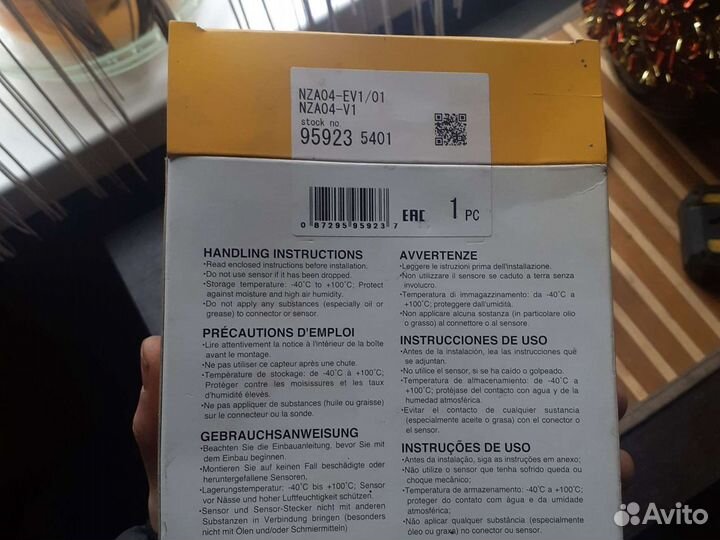 NZA04-EV1/01
NZA04-V1
stock no
95923 5401
0 87295 95923 7
EAC
1 PC
HANDLING INSTRUCTIONS
•Read enclosed instructions before installation.
•Do not use sensor if it has been dropped.
•Storage temperature: -40°C to +100°C; Protect
against moisture and high air humidity.
•Do not apply any substances (especially oil or
grease) to connector or sensor.
PRÉCAUTIONS D'EMPLOI
•Lire attentivement la notice à l'intérieur de la boîte
avant le montage.
•Ne pas utiliser ce capteur après une chute.
•Température de stockage: de -40°C à +100°C;
Protéger contre les moisissures et les taux
d'humidité élevés.
•Ne pas appliquer de substances (huile ou graisse)
sur le connecteur ou la sonde.
GEBRAUCHSANWEISUNG
•Beachten Sie die Einbauanleitung, bevor Sie mit
dem Einbau beginnen.
•Montieren Sie auf keinen Fall beschädigte oder
heruntergefallene Sensoren.
•Lagerungstemperatur: -40°C bis +100°C; Sensor
vor Nässe und hoher Luftfeuchtigkeit schützen.
•Sensor und Sensor-Stecker nicht mit anderen
Substanzen in Verbindung bringen (besonders
nicht mit Ölen und/oder Schmiermitteln)
AVVERTENZE
•Leggere le istruzioni prima dell'installazione.
•Non utilizzare il sensore se caduto a terra senza
involucro.
•Temperatura di immagazzinamento: da -40°C a
+100°C; proteggere dall'umidità.
•Non applicare alcuna sostanza (in particolare olio
o grasso) al connettore o al sensore.
INSTRUCCIONES DE USO
•Antes de la instalación, lea las instrucciones qué
se adjuntan.
•No utilice el sensor, si se ha caído o golpeado.
•Temperatura de almacenamiento: de -40°C a
+100°C; protéjase del contacto con agua y de la
humedad atmosférica.
•Evitar el contacto de cualquier sustancia
(especialmente aceite o grasa) con el conector o
el sensor.
INSTRUÇÕES DE USO
•Antes da instalação, siga as instruções em anexo;
•Não utilize o sensor que tenha sofrido queda ou
choque mecânico;
•Temperatura de armazenamento: -40°C a +100°C;
proteger do contato com água e da umidade
atmosférica;
•Não aplicar qualquer substância (especialmente
óleo ou graxa) no conector ou sensor.
Avito